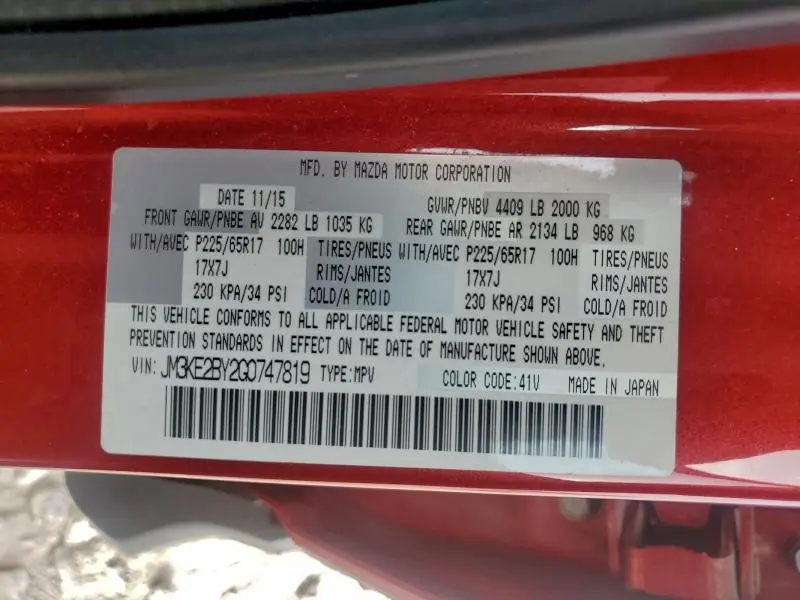 MFD. BY MAZDA MOTOR CORPORATION
DATE 11/15 GVWR/PNBV 4409 LB 2000 KG
FRONT GAWR/PNBE AV 2282 LB 1035 KG REAR GAWR/PNBE AR 2134 LB 968 KG
WITH/AVEC P225/65R17 100H TIRES/PNEUS WITH/AVEC P225/65R17 100H TIRES/PNEUS
17X7J RIMS/JANTES 17X7J RIMS/JANTES
230 KPA/34 PSI COLD/A FROID 230 KPA/34 PSI COLD/A FROID
THIS VEHICLE CONFORMS TO ALL APPLICABLE FEDERAL MOTOR VEHICLE SAFETY AND THEFT
PREVENTION STANDARDS IN EFFECT ON THE DATE OF MANUFACTURE SHOWN ABOVE.
VIN: JM3KE2BY2G0747819 TYPE:MPV COLOR CODE:41V MADE IN JAPAN